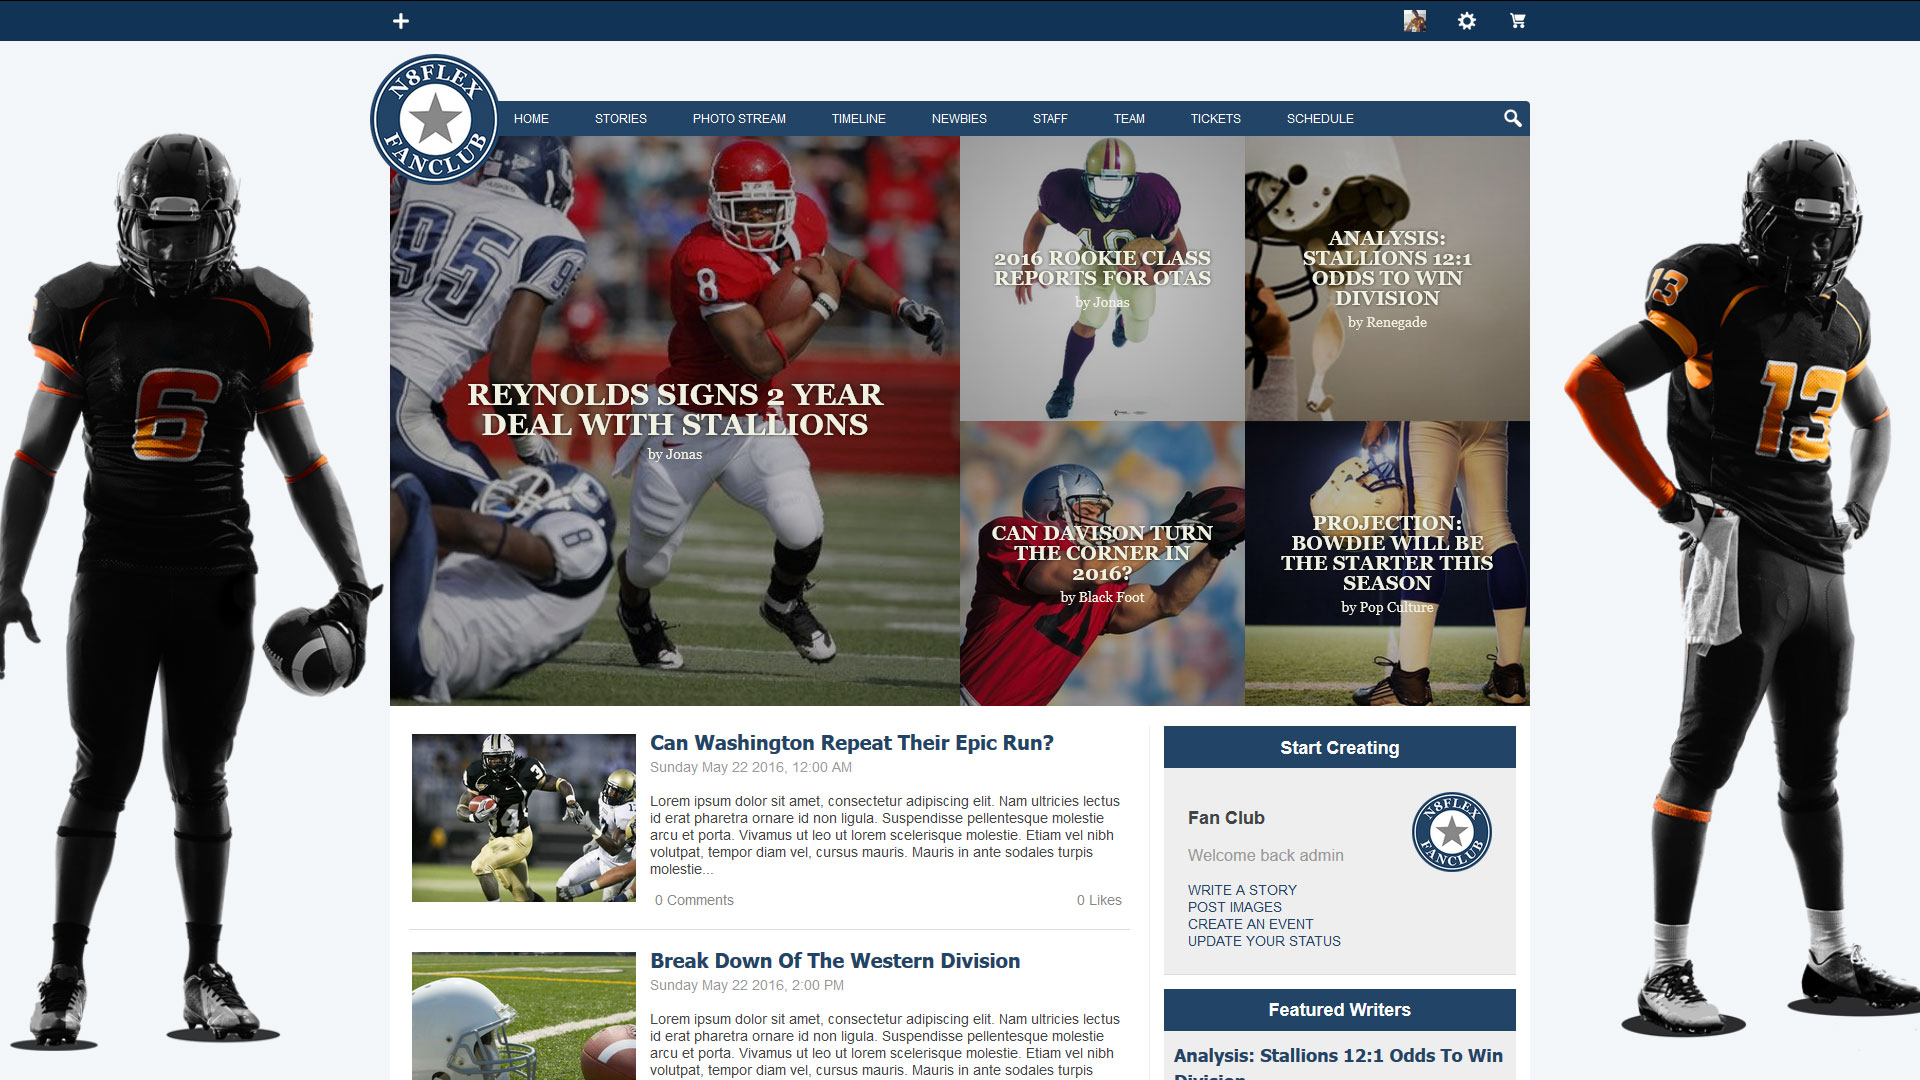 N8FLEX
FANCLUB
HOME
STORIES
PHOTO STREAM
TIMELINE
NEWBIES
STAFF
TEAM
TICKETS
SCHEDULE
95
95
8
8
REYNOLDS SIGNS 2 YEAR
DEAL WITH STALLIONS
by Jonas
2016 ROOKIE CLASS
REPORTS FOR OTAS
by Jonas
ANALYSIS:
STALLIONS 12:1
ODDS TO WIN
DIVISION
by Renegade
CAN DAVISON TURN
THE CORNER IN
2016?
by Black Foot
PROJECTION:
BOWDIE WILL BE
THE STARTER THIS
SEASON
by Pop Culture
6
13
13
Can Washington Repeat Their Epic Run?
Sunday May 22 2016, 12:00 AM
Lorem ipsum dolor sit amet, consectetur adipiscing elit. Nam ultricies lectus
id erat pharetra ornare id non ligula. Suspendisse pellentesque molestie
arcu et porta. Vivamus ut leo ut lorem scelerisque molestie. Etiam vel nibh
volutpat, tempor diam vel, cursus mauris. Mauris in ante sodales turpis
molestie...
0 Comments
0 Likes
Break Down Of The Western Division
Sunday May 22 2016, 2:00 PM
Lorem ipsum dolor sit amet, consectetur adipiscing elit. Nam ultricies lectus
id erat pharetra ornare id non ligula. Suspendisse pellentesque molestie
arcu et porta. Vivamus ut leo ut lorem scelerisque molestie. Etiam vel nibh
volutpat, tempor diam vel, cursus mauris. Mauris in ante sodales turpis
Start Creating
Fan Club
Welcome back admin
N8FLEX
FANCLUB
WRITE A STORY
POST IMAGES
CREATE AN EVENT
UPDATE YOUR STATUS
Featured Writers
Analysis: Stallions 12:1 Odds To Win
Division